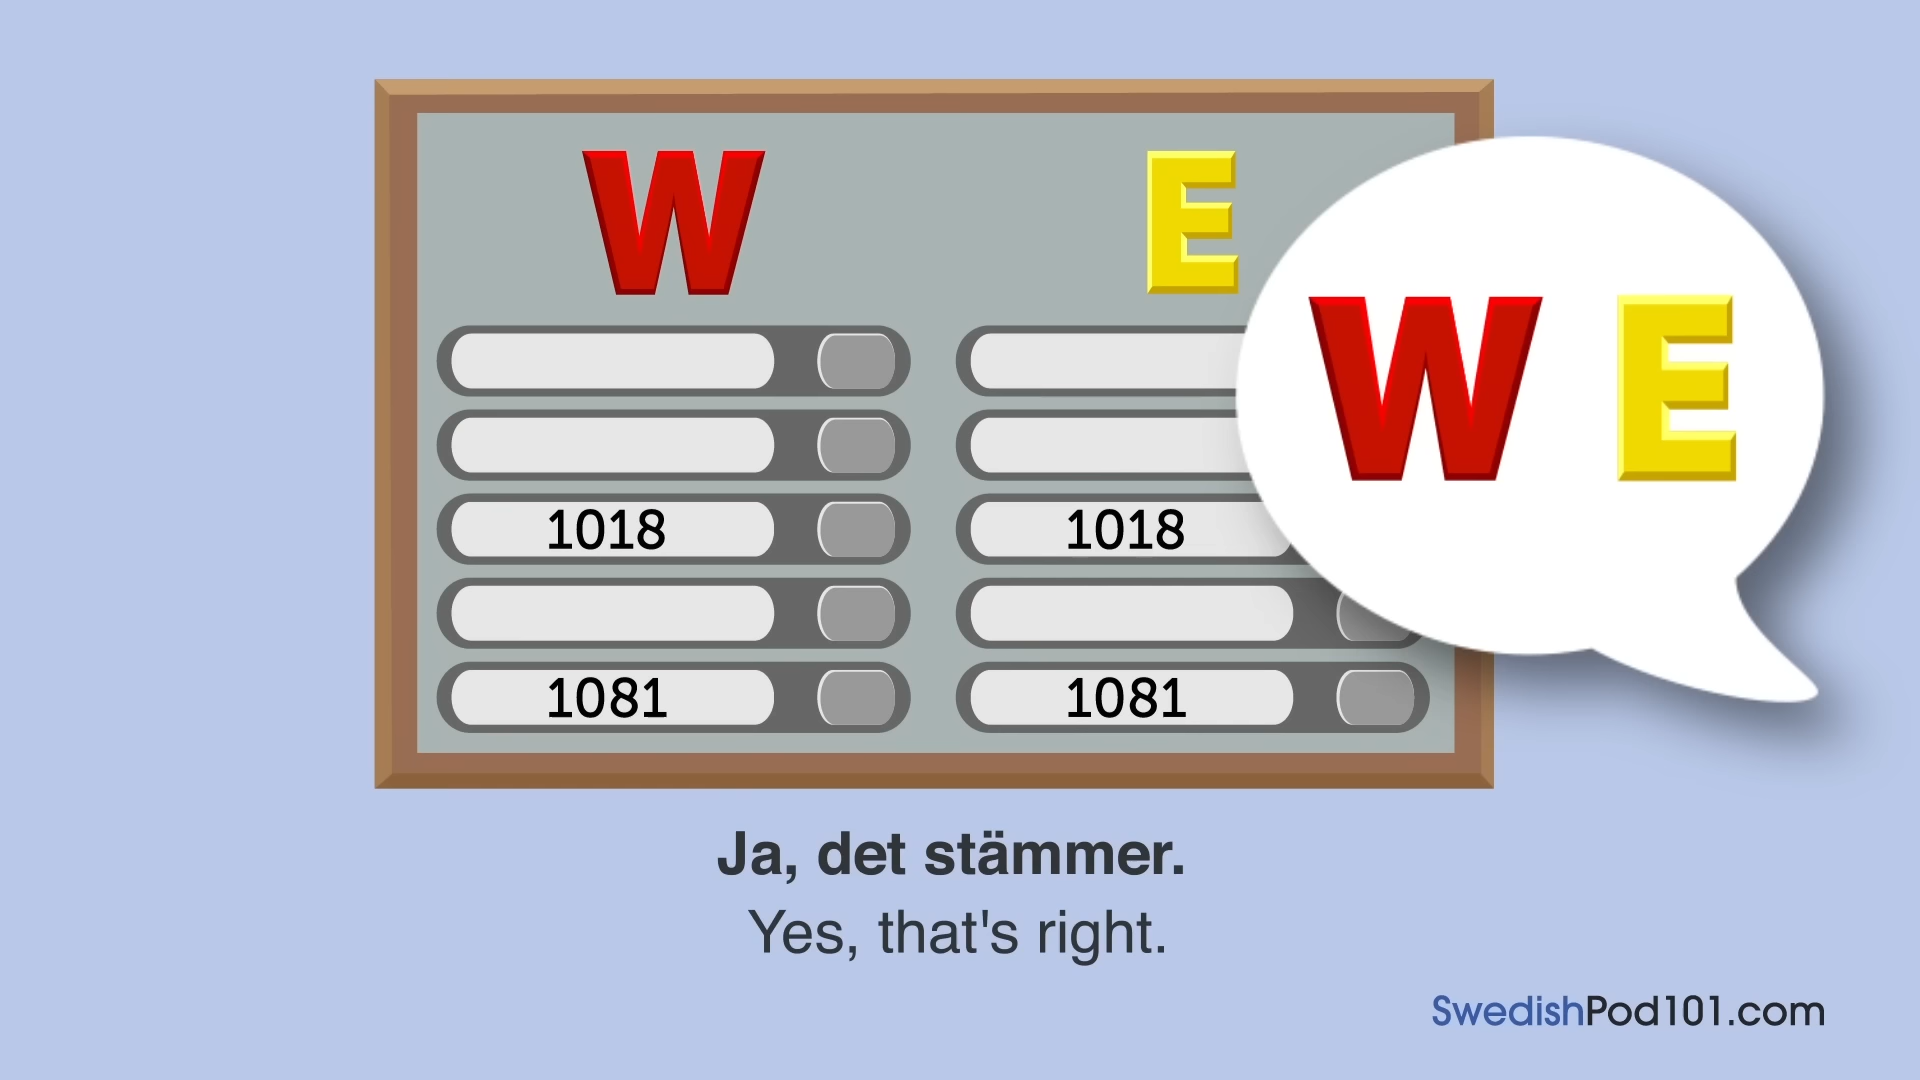 W E
W E
1018 1018
1081 1081
Ja, det stämmer.
Yes, that's right.
SwedishPod101.com